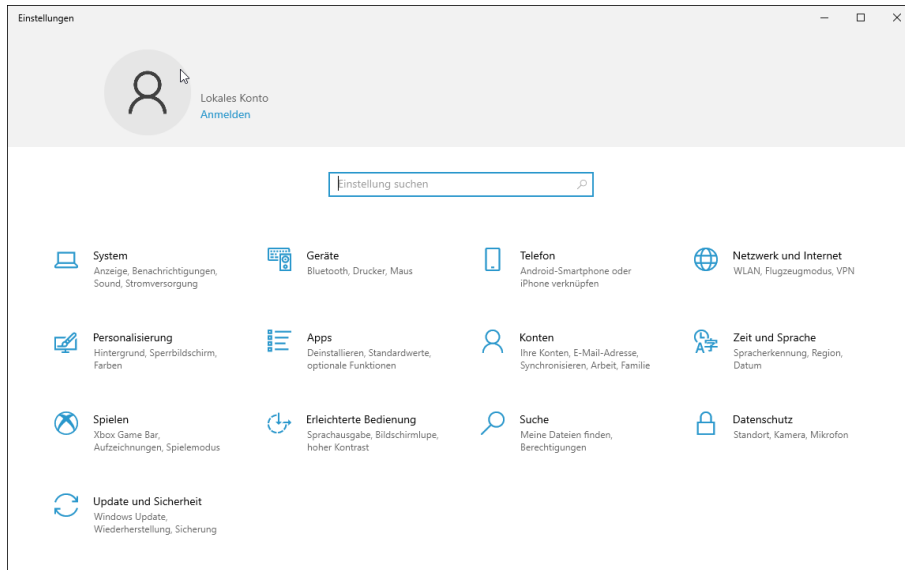 Einstellungen
Lokales Konto
Anmelden
Einstellung suchen
System
Anzeige, Benachrichtigungen,
Sound, Stromversorgung
Geräte
Bluetooth, Drucker, Maus
Telefon
Android-Smartphone oder
iPhone verknüpfen
Netzwerk und Internet
WLAN, Flugzeugmodus, VPN
Personalisierung
Hintergrund, Sperrbildschirm,
Farben
Apps
Deinstallieren, Standardwerte,
optionale Funktionen
Konten
Ihre Konten, E-Mail-Adresse,
Synchronisieren, Arbeit, Familie
Zeit und Sprache
Spracherkennung, Region,
Datum
Spielen
Xbox Game Bar,
Aufzeichnungen, Spielemodus
Erleichterte Bedienung
Sprachausgabe, Bildschirmlupe,
hoher Kontrast
Suche
Meine Dateien finden,
Berechtigungen
Datenschutz
Standort, Kamera, Mikrofon
Update und Sicherheit
Windows Update,
Wiederherstellung, Sicherung